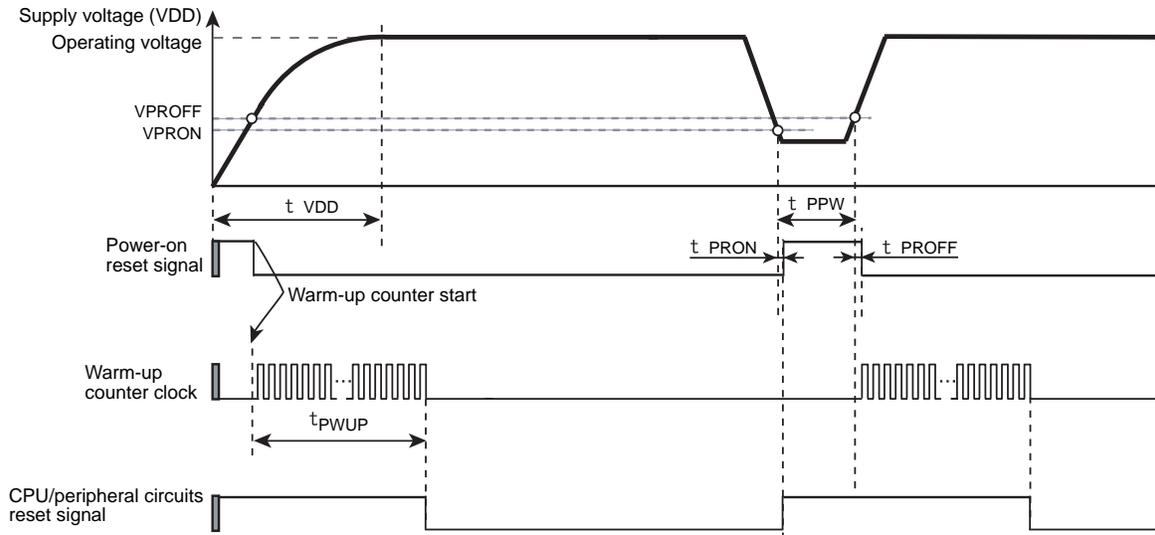 Supply voltage (VDD)
Operating voltage
VPROFF
VPRON
t VDD
t PPW
Power-on
reset signal
t PRON
t PROFF
Warm-up counter start
Warm-up
counter clock
...
...
tPWUP
CPU/peripheral circuits
reset signal